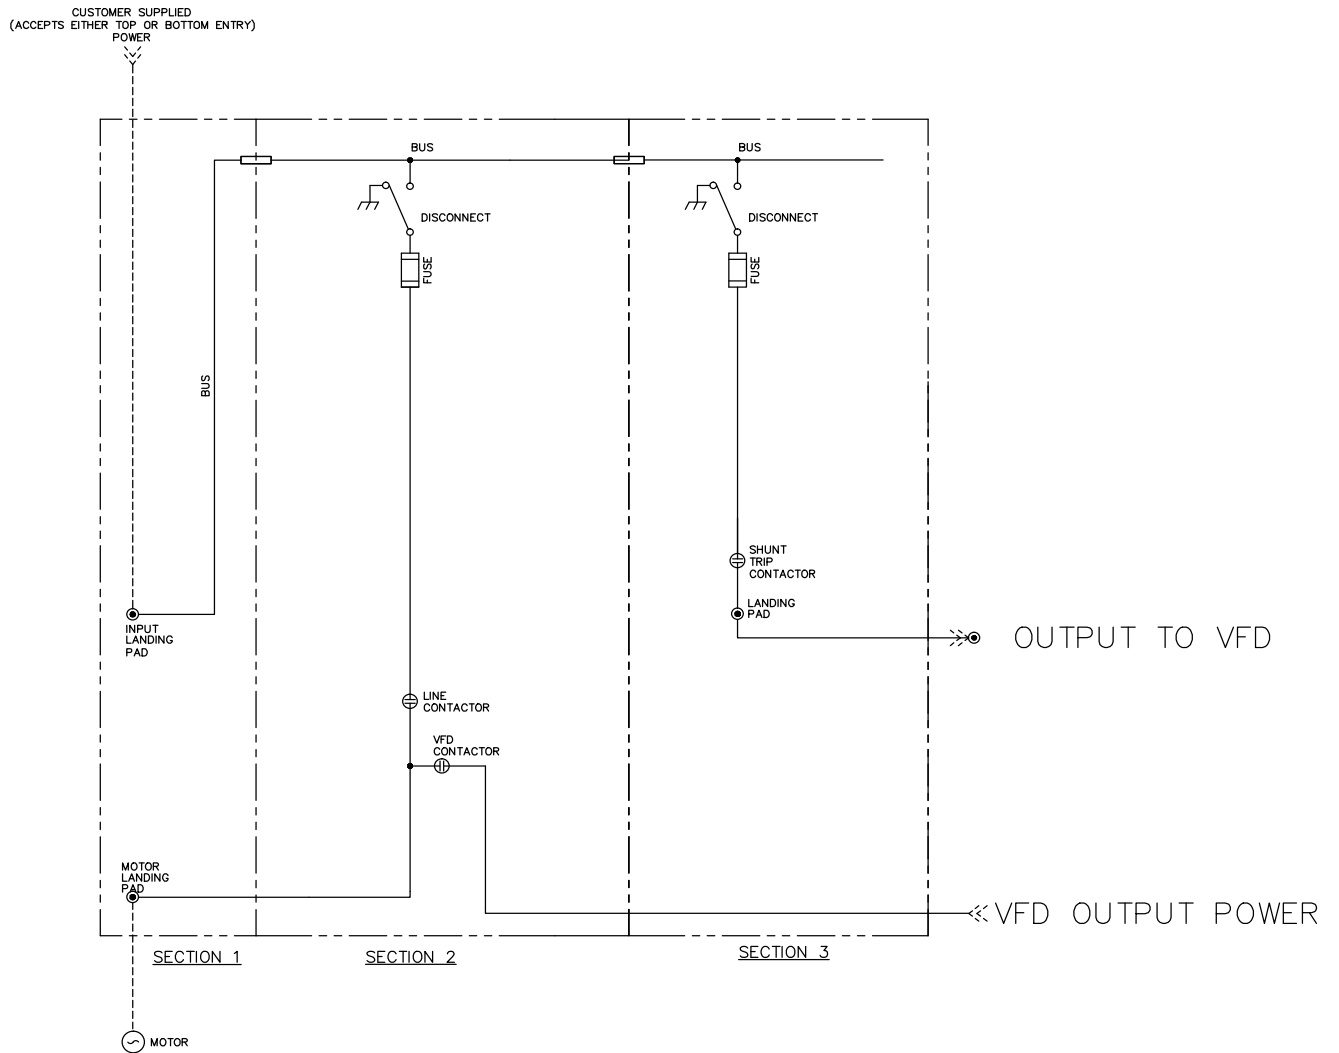 CUSTOMER SUPPLIED
(ACCEPTS EITHER TOP OR BOTTOM ENTRY)
POWER
BUS
BUS
DISCONNECT
DISCONNECT
FUSE
FUSE
BUS
SHUNT
TRIP
CONTACTOR
LANDING
PAD
INPUT
LANDING
PAD
OUTPUT TO VFD
LINE
CONTACTOR
VFD
CONTACTOR
MOTOR
LANDING
PAD
VFD OUTPUT POWER
SECTION 1
SECTION 2
SECTION 3
MOTOR